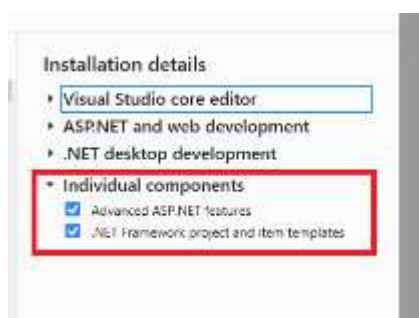 Installation details
Visual Studio core editor
ASP.NET and web development
.NET desktop development
Individual components
Advanced ASP.NET features
.NET Framework project and item templates